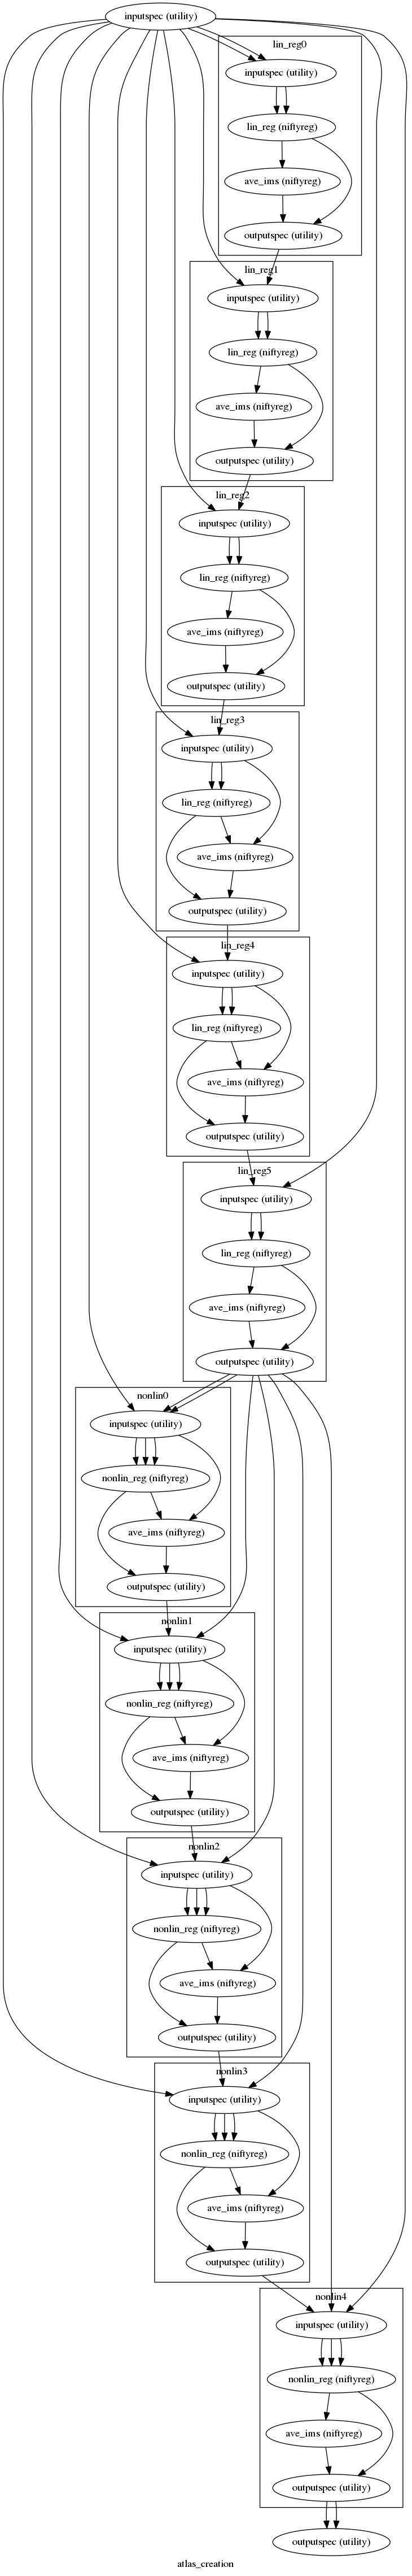 inputspec (utility)
lin_reg0
inputspec (utility)
lin_reg (niftyreg)
ave_ims (niftyreg)
outputspec (utility)
lin_reg1
inputspec (utility)
lin_reg (niftyreg)
ave_ims (niftyreg)
outputspec (utility)
lin_reg2
inputspec (utility)
lin_reg (niftyreg)
ave_ims (niftyreg)
outputspec (utility)
lin_reg3
inputspec (utility)
lin_reg (niftyreg)
ave_ims (niftyreg)
outputspec (utility)
lin_reg4
inputspec (utility)
lin_reg (niftyreg)
ave_ims (niftyreg)
outputspec (utility)
lin_reg5
inputspec (utility)
lin_reg (niftyreg)
ave_ims (niftyreg)
outputspec (utility)
nonlin0
inputspec (utility)
nonlin_reg (niftyreg)
ave_ims (niftyreg)
outputspec (utility)
nonlin1
inputspec (utility)
nonlin_reg (niftyreg)
ave_ims (niftyreg)
outputspec (utility)
nonlin2
inputspec (utility)
nonlin_reg (niftyreg)
ave_ims (niftyreg)
outputspec (utility)
nonlin3
inputspec (utility)
nonlin_reg (niftyreg)
ave_ims (niftyreg)
outputspec (utility)
nonlin4
inputspec (utility)
nonlin_reg (niftyreg)
ave_ims (niftyreg)
outputspec (utility)
outputspec (utility)
atlas_creation